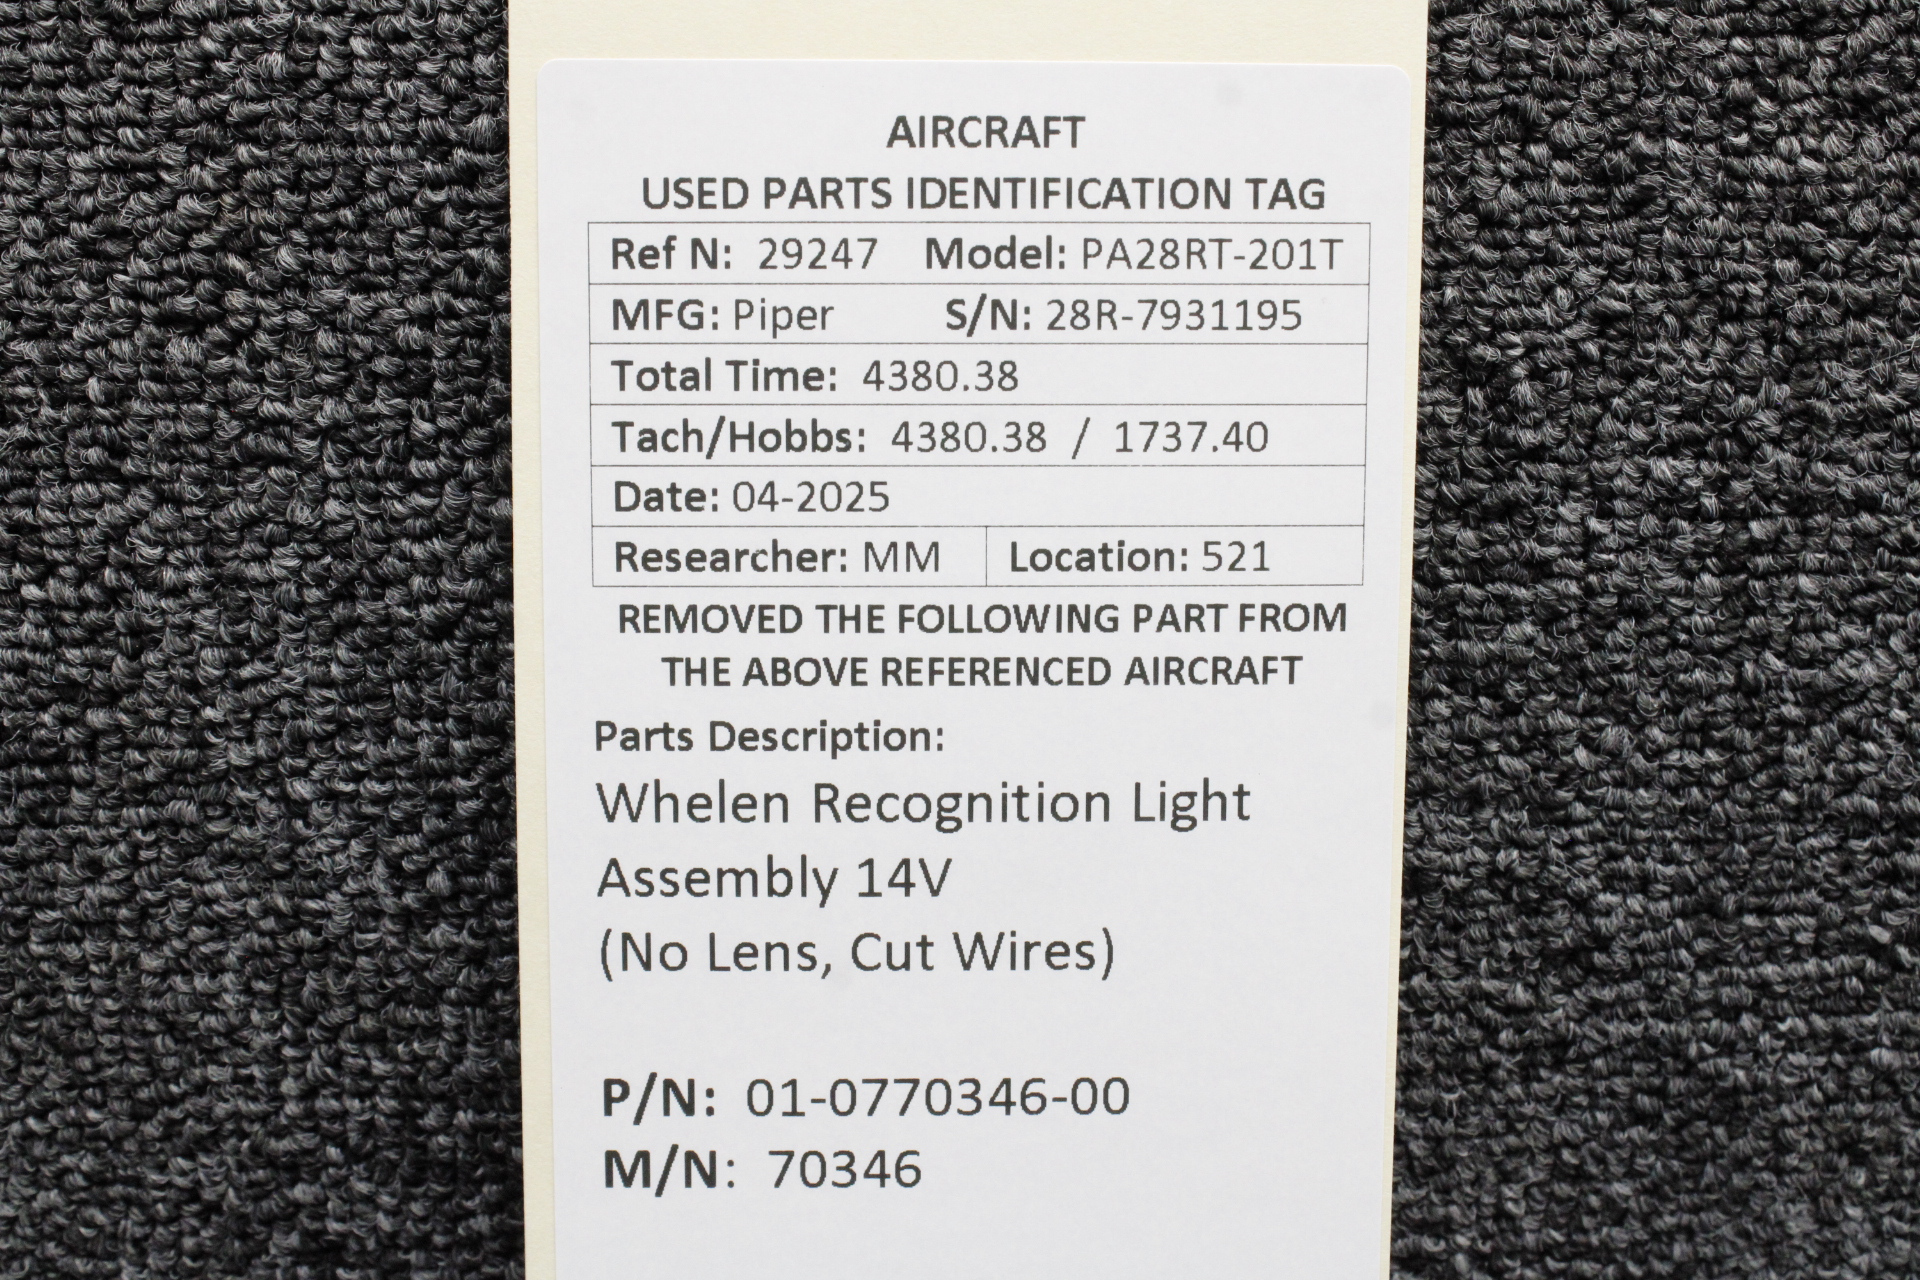 AIRCRAFT
USED PARTS IDENTIFICATION TAG
Ref N: 29247 Model: PA28RT-201T
MFG: Piper S/N: 28R-7931195
Total Time: 4380.38
Tach/Hobbs: 4380.38 / 1737.40
Date: 04-2025
Researcher: MM Location: 521
REMOVED THE FOLLOWING PART FROM
THE ABOVE REFERENCED AIRCRAFT
Parts Description:
Whelen Recognition Light
Assembly 14V
(No Lens, Cut Wires)
P/N: 01-0770346-00
M/N: 70346